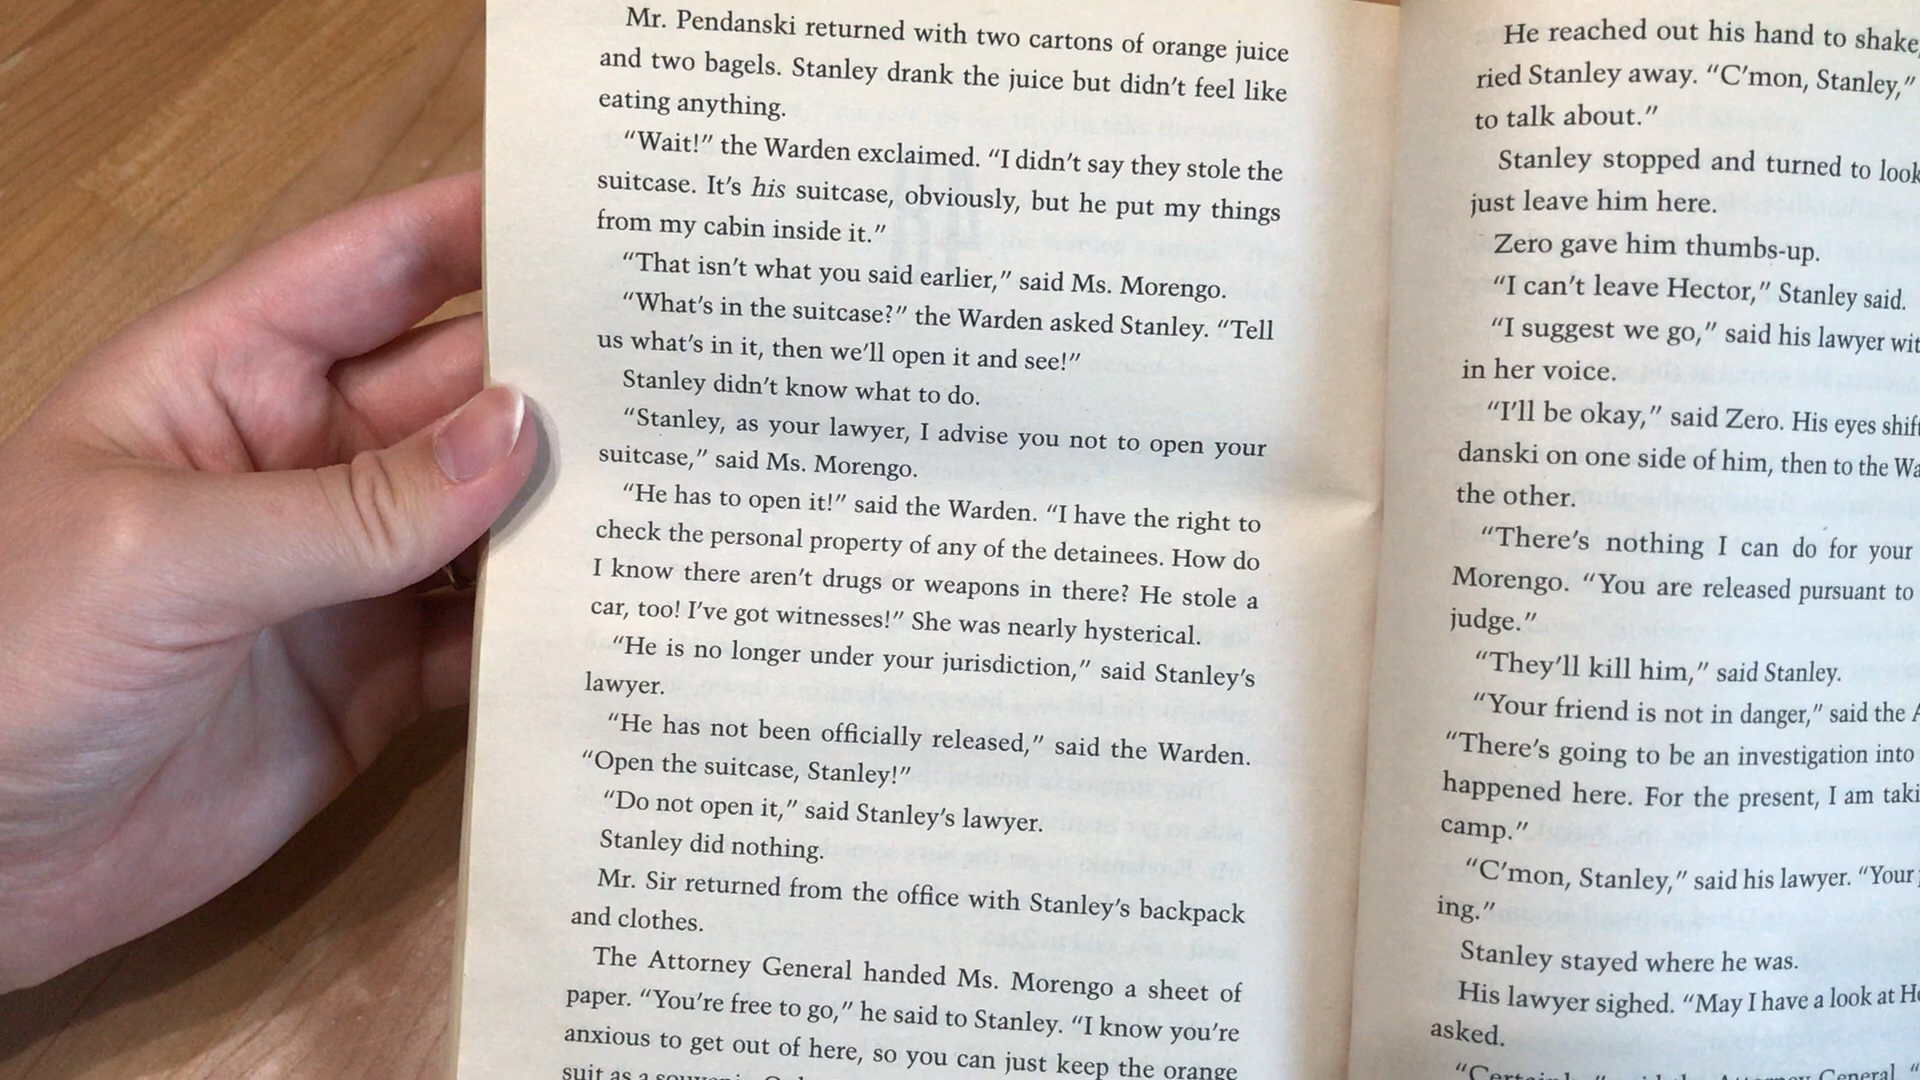 Mr. Pendanski returned with two cartons of orange juice
and two bagels. Stanley drank the juice but didn’t feel like
eating anything.
“Wait!” the Warden exclaimed. “I didn’t say they stole the
suitcase. It’s his suitcase, obviously, but he put my things
from my cabin inside it.”
“That isn’t what you said earlier,” said Ms. Morengo.
“What’s in the suitcase?” the Warden asked Stanley. “Tell
us what’s in it, then we’ll open it and see!”
Stanley didn’t know what to do.
“Stanley, as your lawyer, I advise you not to open your
suitcase,” said Ms. Morengo.
“He has to open it!” said the Warden. “I have the right to
check the personal property of any of the detainees. How do
I know there aren’t drugs or weapons in there? He stole a
car, too! I’ve got witnesses!” She was nearly hysterical.
“He is no longer under your jurisdiction,” said Stanley’s
lawyer.
“He has not been officially released,” said the Warden.
“Open the suitcase, Stanley!”
“Do not open it,” said Stanley’s lawyer.
Stanley did nothing.
Mr. Sir returned from the office with Stanley’s backpack
and clothes.
The Attorney General handed Ms. Morengo a sheet of
paper. “You’re free to go,” he said to Stanley. “I know you’re
anxious to get out of here, so you can just keep the orange
suit as a
He reached out his hand to shake,
ried Stanley away. “C’mon, Stanley,”
to talk about.”
Stanley stopped and turned to look
just leave him here.
Zero gave him thumbs-up.
“I can’t leave Hector,” Stanley said.
“I suggest we go,” said his lawyer wit
in her voice.
“I’ll be okay,” said Zero. His eyes shif
danski on one side of him, then to the Wa
the other.
“There’s nothing I can do for your
Morengo. “You are released pursuant to
judge.”
“They’ll kill him,” said Stanley.
“Your friend is not in danger,” said the A
“There’s going to be an investigation into
happened here. For the present, I am taki
camp.”
“C’mon, Stanley,” said his lawyer. “Your
ing.”
Stanley stayed where he was.
His lawyer sighed. “May I have a look at He
asked.